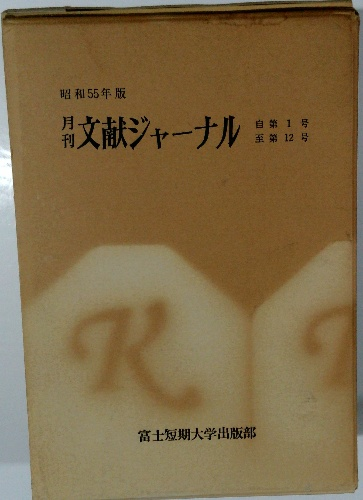 昭和55年版
月刊 文献ジャーナル
自第1号
至第12号
K
富士短期大学出版部